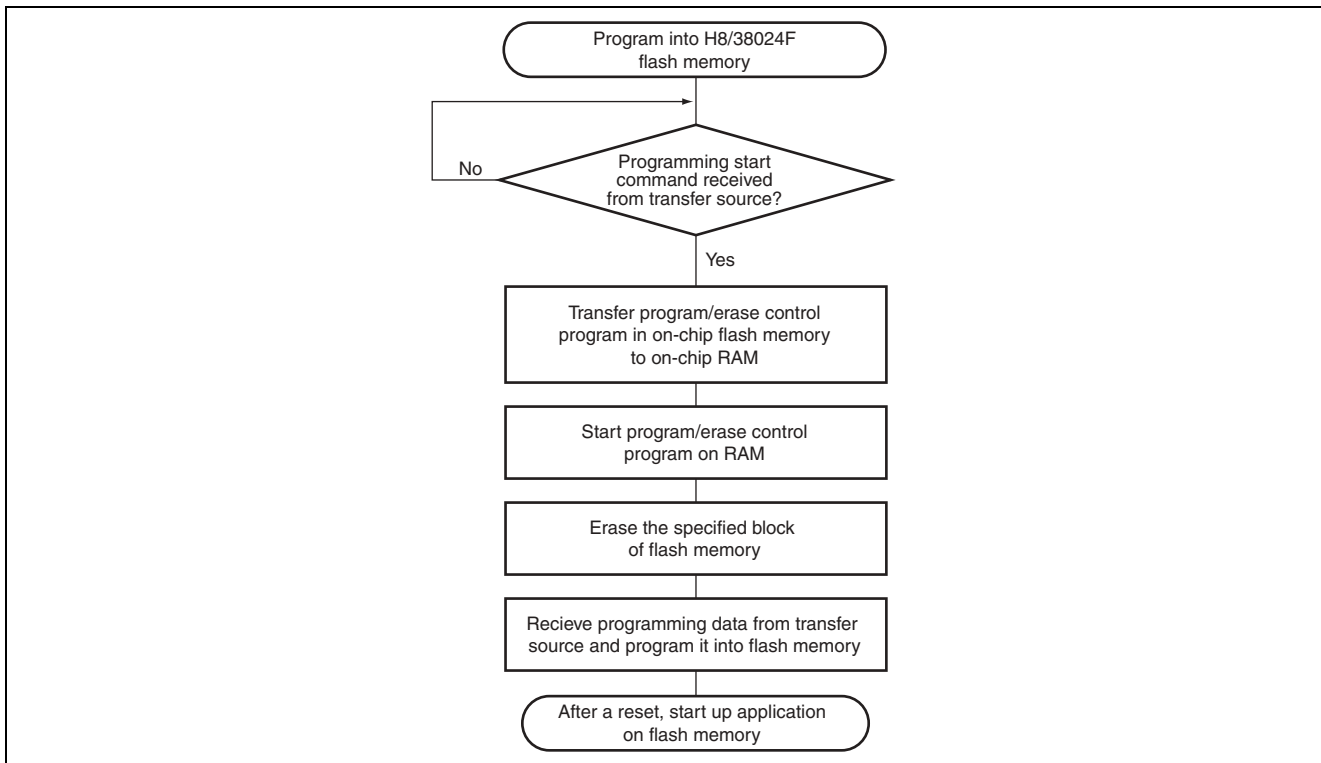 Program into H8/38024F
flash memory
No
Programming start
command received
from transfer source?
Yes
Transfer program/erase control
program in on-chip flash memory
to on-chip RAM
Start program/erase control
program on RAM
Erase the specified block
of flash memory
Recieve programming data from transfer
source and program it into flash memory
After a reset, start up application
on flash memory